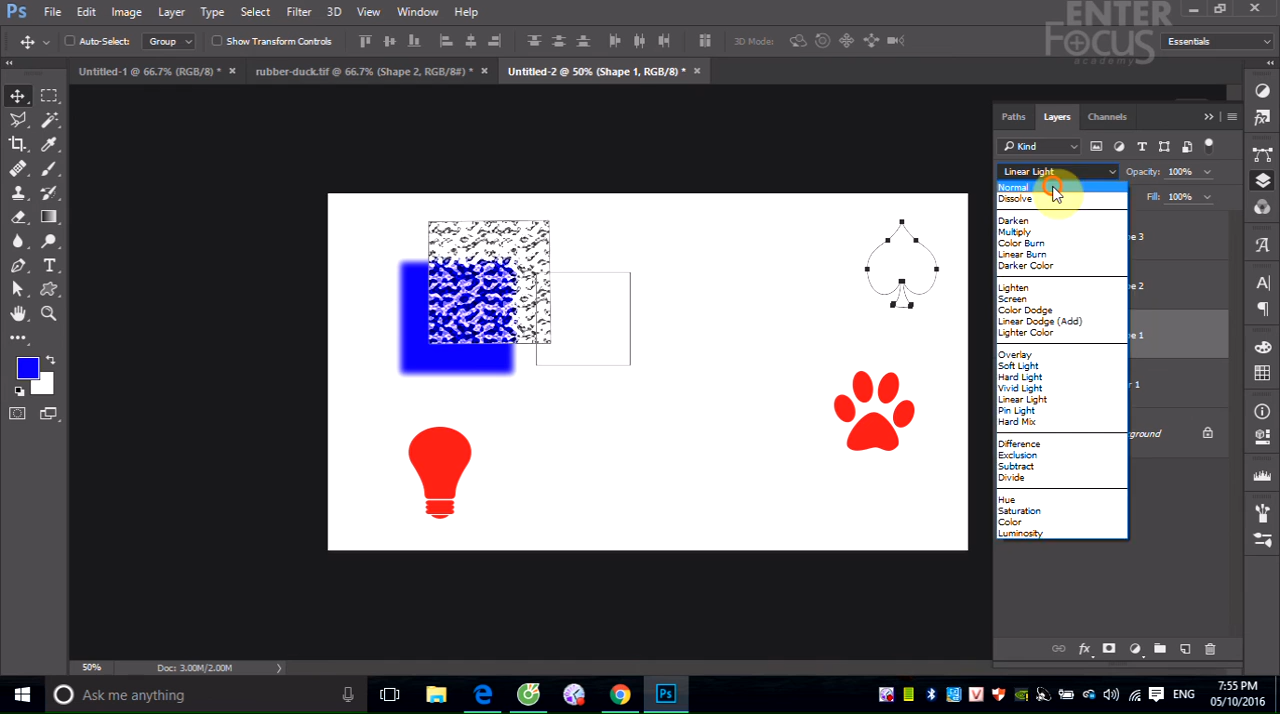 Ps File Edit Image Layer Type Select Filter 3D View Window Help
ENTER
FOCUS
academy
Auto-Select: Group Show Transform Controls 3D Mode: Essentials
Untitled-1 @ 66.7% (RGB/8) * × rubber-duck.tif @ 66.7% (Shape 2, RGB/8#) * × Untitled-2 @ 50% (Shape 1, RGB/8) * ×
Paths Layers Channels
Kind
Linear Light Opacity: 100%
Normal
Fill: 100%
Dissolve
Darken
Multiply
pe 3
Color Burn
Linear Burn
Darker Color
Lighten
pe 2
Screen
Color Dodge
Linear Dodge (Add)
Lighter Color
pe 1
Overlay
Soft Light
Hard Light
r 1
Vivid Light
Linear Light
Pin Light
Hard Mix
ground
Difference
Exclusion
Subtract
Divide
Hue
Saturation
Color
Luminosity
50% Doc: 3.00M/2.00M
Ask me anything
Ps
ENG
7:55 PM
05/10/2016